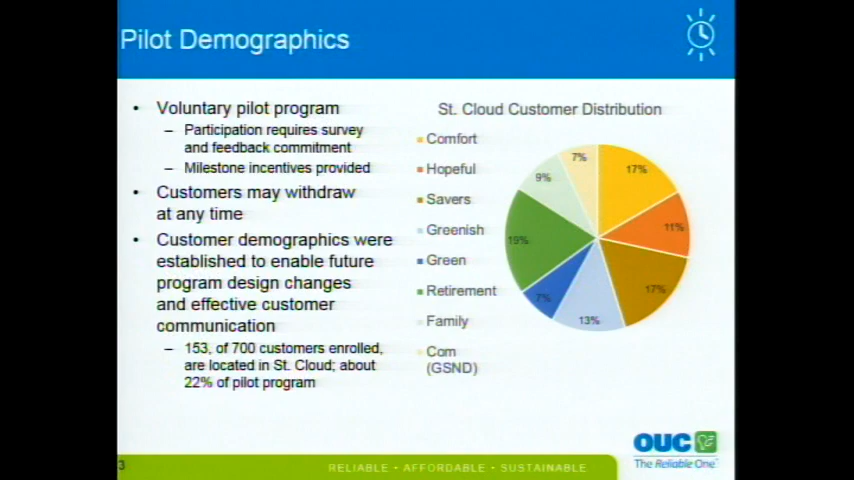 Pilot Demographics
• Voluntary pilot program
– Participation requires survey
and feedback commitment
– Milestone incentives provided
• Customers may withdraw
at any time
• Customer demographics were
established to enable future
program design changes
and effective customer
communication
– 153, of 700 customers enrolled,
are located in St. Cloud; about
22% of pilot program
St. Cloud Customer Distribution
Comfort
Hopeful
Savers
Greenish
Green
Retirement
Family
Com
(GSND)
17%
11%
17%
13%
7%
19%
9%
7%
OUC
The Reliable One
3
RELIABLE • AFFORDABLE • SUSTAINABLE